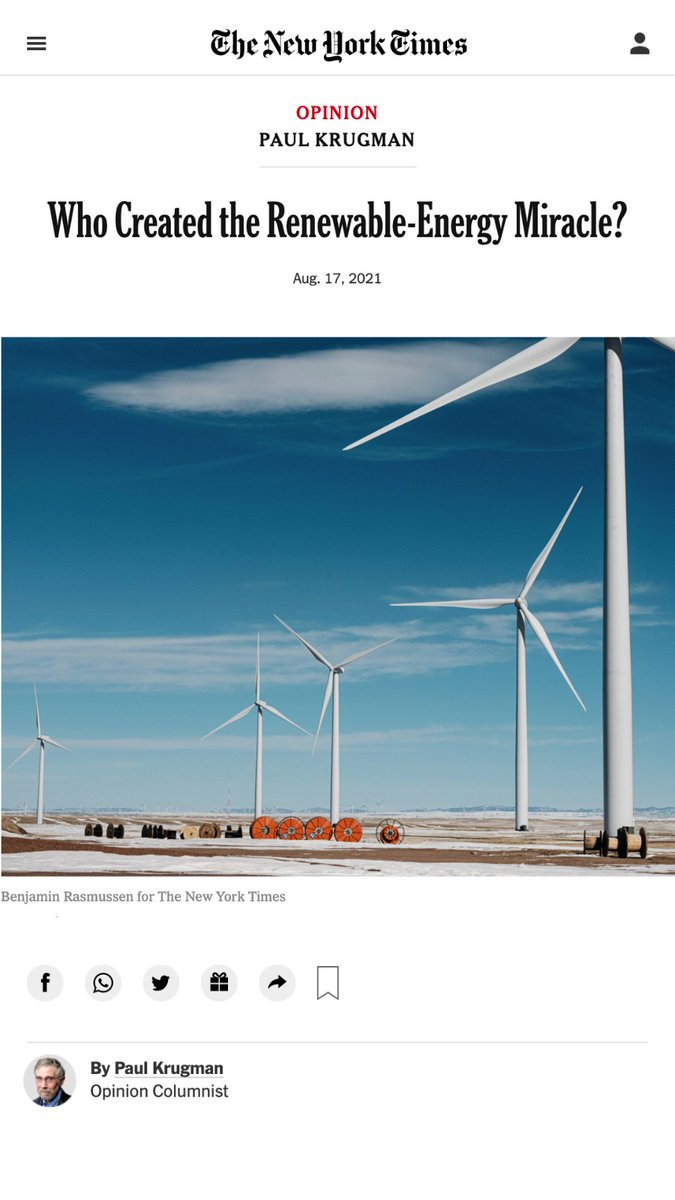 The New York Times
OPINION
PAUL KRUGMAN
Who Created the Renewable-Energy Miracle?
Aug. 17, 2021
Benjamin Rasmussen for The New York Times
By Paul Krugman
Opinion Columnist